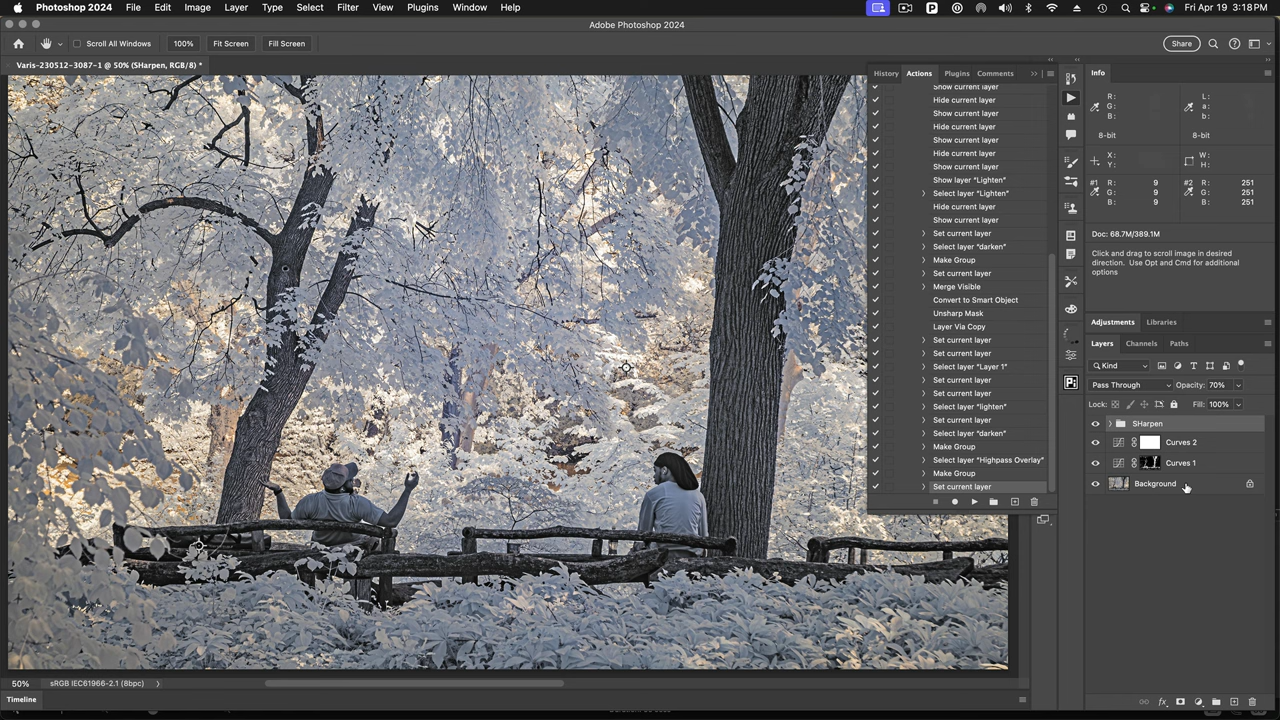 Photoshop 2024 File Edit Image Layer Type Select Filter View Plugins Window Help Fri Apr 19 3:18 PM
Adobe Photoshop 2024
Scroll All Windows 100% Fit Screen Fill Screen Share
Varis-230512-3087-1 @ 50% (SHarpen, RGB/8) *
History Actions Plugins Comments
Show current layer
Hide current layer
Show current layer
Hide current layer
Show current layer
Hide current layer
Show current layer
Show layer "Lighten"
Select layer "Lighten"
Hide current layer
Show current layer
Set current layer
Select layer "darken"
Make Group
Set current layer
Merge Visible
Convert to Smart Object
Unsharp Mask
Layer Via Copy
Set current layer
Set current layer
Select layer "Layer 1"
Set current layer
Set current layer
Select layer "lighten"
Set current layer
Select layer "darken"
Make Group
Select layer "Highpass Overlay"
Make Group
Set current layer
Info
R: L:
G: a:
B: b:
8-bit 8-bit
X: W:
Y: H:
#1 R: 9 #2 R: 251
G: 9 G: 251
B: 9 B: 251
Doc: 68.7M/389.1M
Click and drag to scroll image in desired
direction. Use Opt and Cmd for additional
options
Adjustments Libraries
Layers Channels Paths
Kind
Pass Through Opacity: 70%
Lock: Fill: 100%
SHarpen
Curves 2
Curves 1
Background
50% sRGB IEC61966-2.1 (8bpc)
Timeline